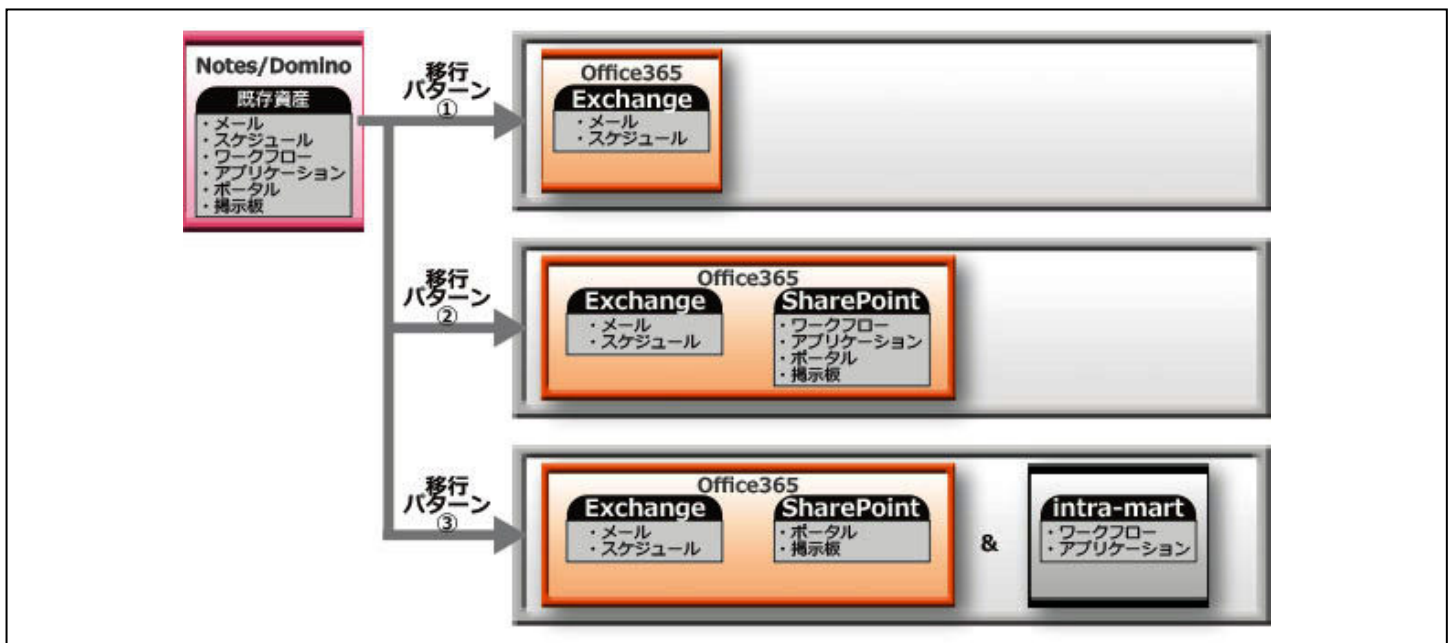 Notes/Domino
既存資産
・メール
・スケジュール
・ワークフロー
・アプリケーション
・ポータル
・掲示板
移行
パターン
①
Office365
Exchange
・メール
・スケジュール
移行
パターン
②
Office365
Exchange
・メール
・スケジュール
SharePoint
・ワークフロー
・アプリケーション
・ポータル
・掲示板
移行
パターン
③
Office365
Exchange
・メール
・スケジュール
SharePoint
・ポータル
・掲示板
&
intra-mart
・ワークフロー
・アプリケーション